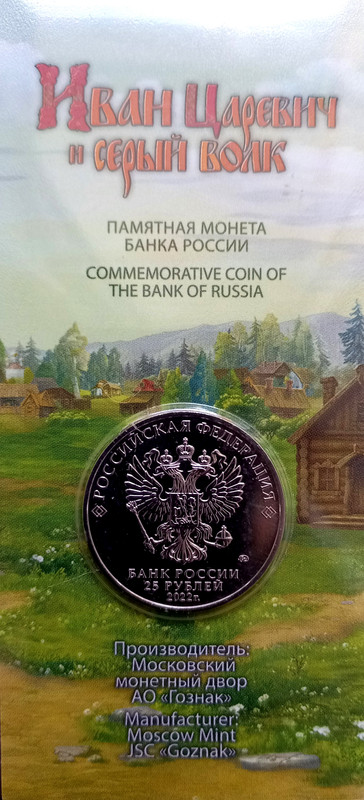 Иван Царевич
и серый волк
ПАМЯТНАЯ МОНЕТА
БАНКА РОССИИ
COMMEMORATIVE COIN OF
THE BANK OF RUSSIA
РОССИЙСКАЯ ФЕДЕРАЦИЯ
БАНК РОССИИ
25 РУБЛЕЙ
2022г.
Производитель:
Московский
монетный двор
АО «Гознак»
Manufacturer:
Moscow Mint
JSC «Goznak»